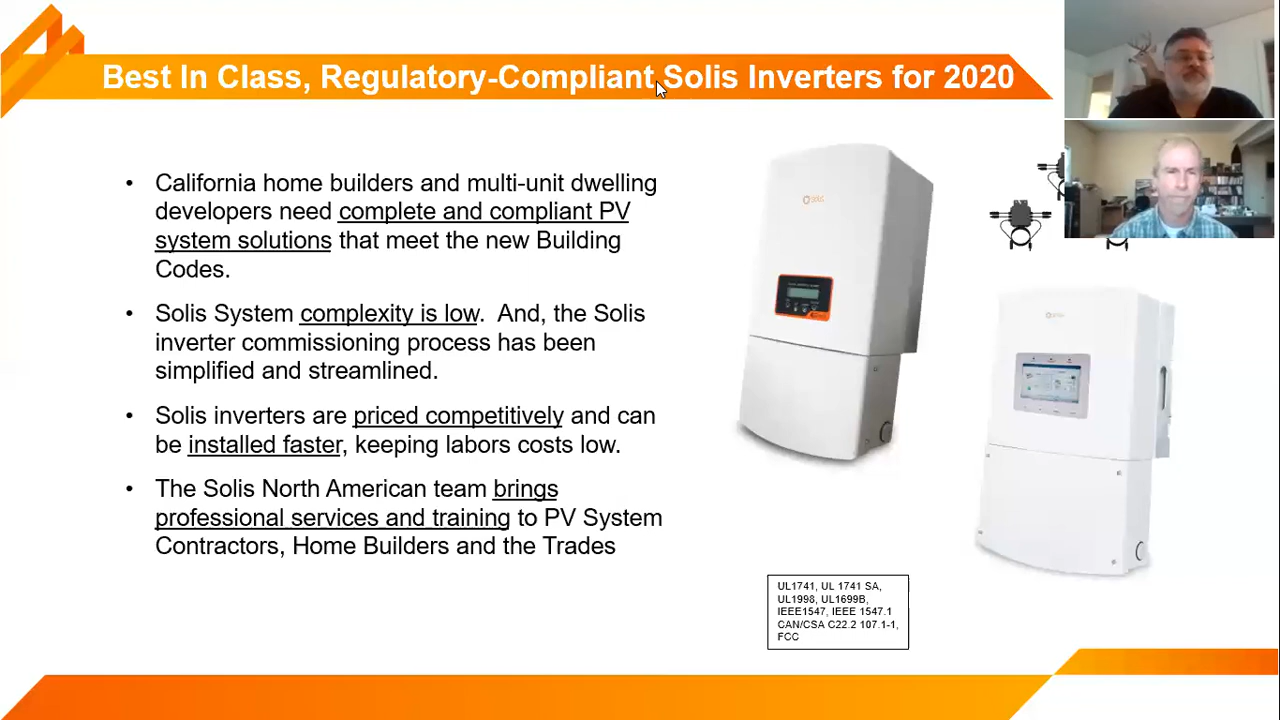 Best In Class, Regulatory-Compliant Solis Inverters for 2020
• California home builders and multi-unit dwelling
developers need complete and compliant PV
system solutions that meet the new Building
Codes.
• Solis System complexity is low. And, the Solis
inverter commissioning process has been
simplified and streamlined.
• Solis inverters are priced competitively and can
be installed faster, keeping labors costs low.
• The Solis North American team brings
professional services and training to PV System
Contractors, Home Builders and the Trades
solis
solis
UL1741, UL 1741 SA,
UL1998, UL1699B,
IEEE1547, IEEE 1547.1
CAN/CSA C22.2 107.1-1,
FCC